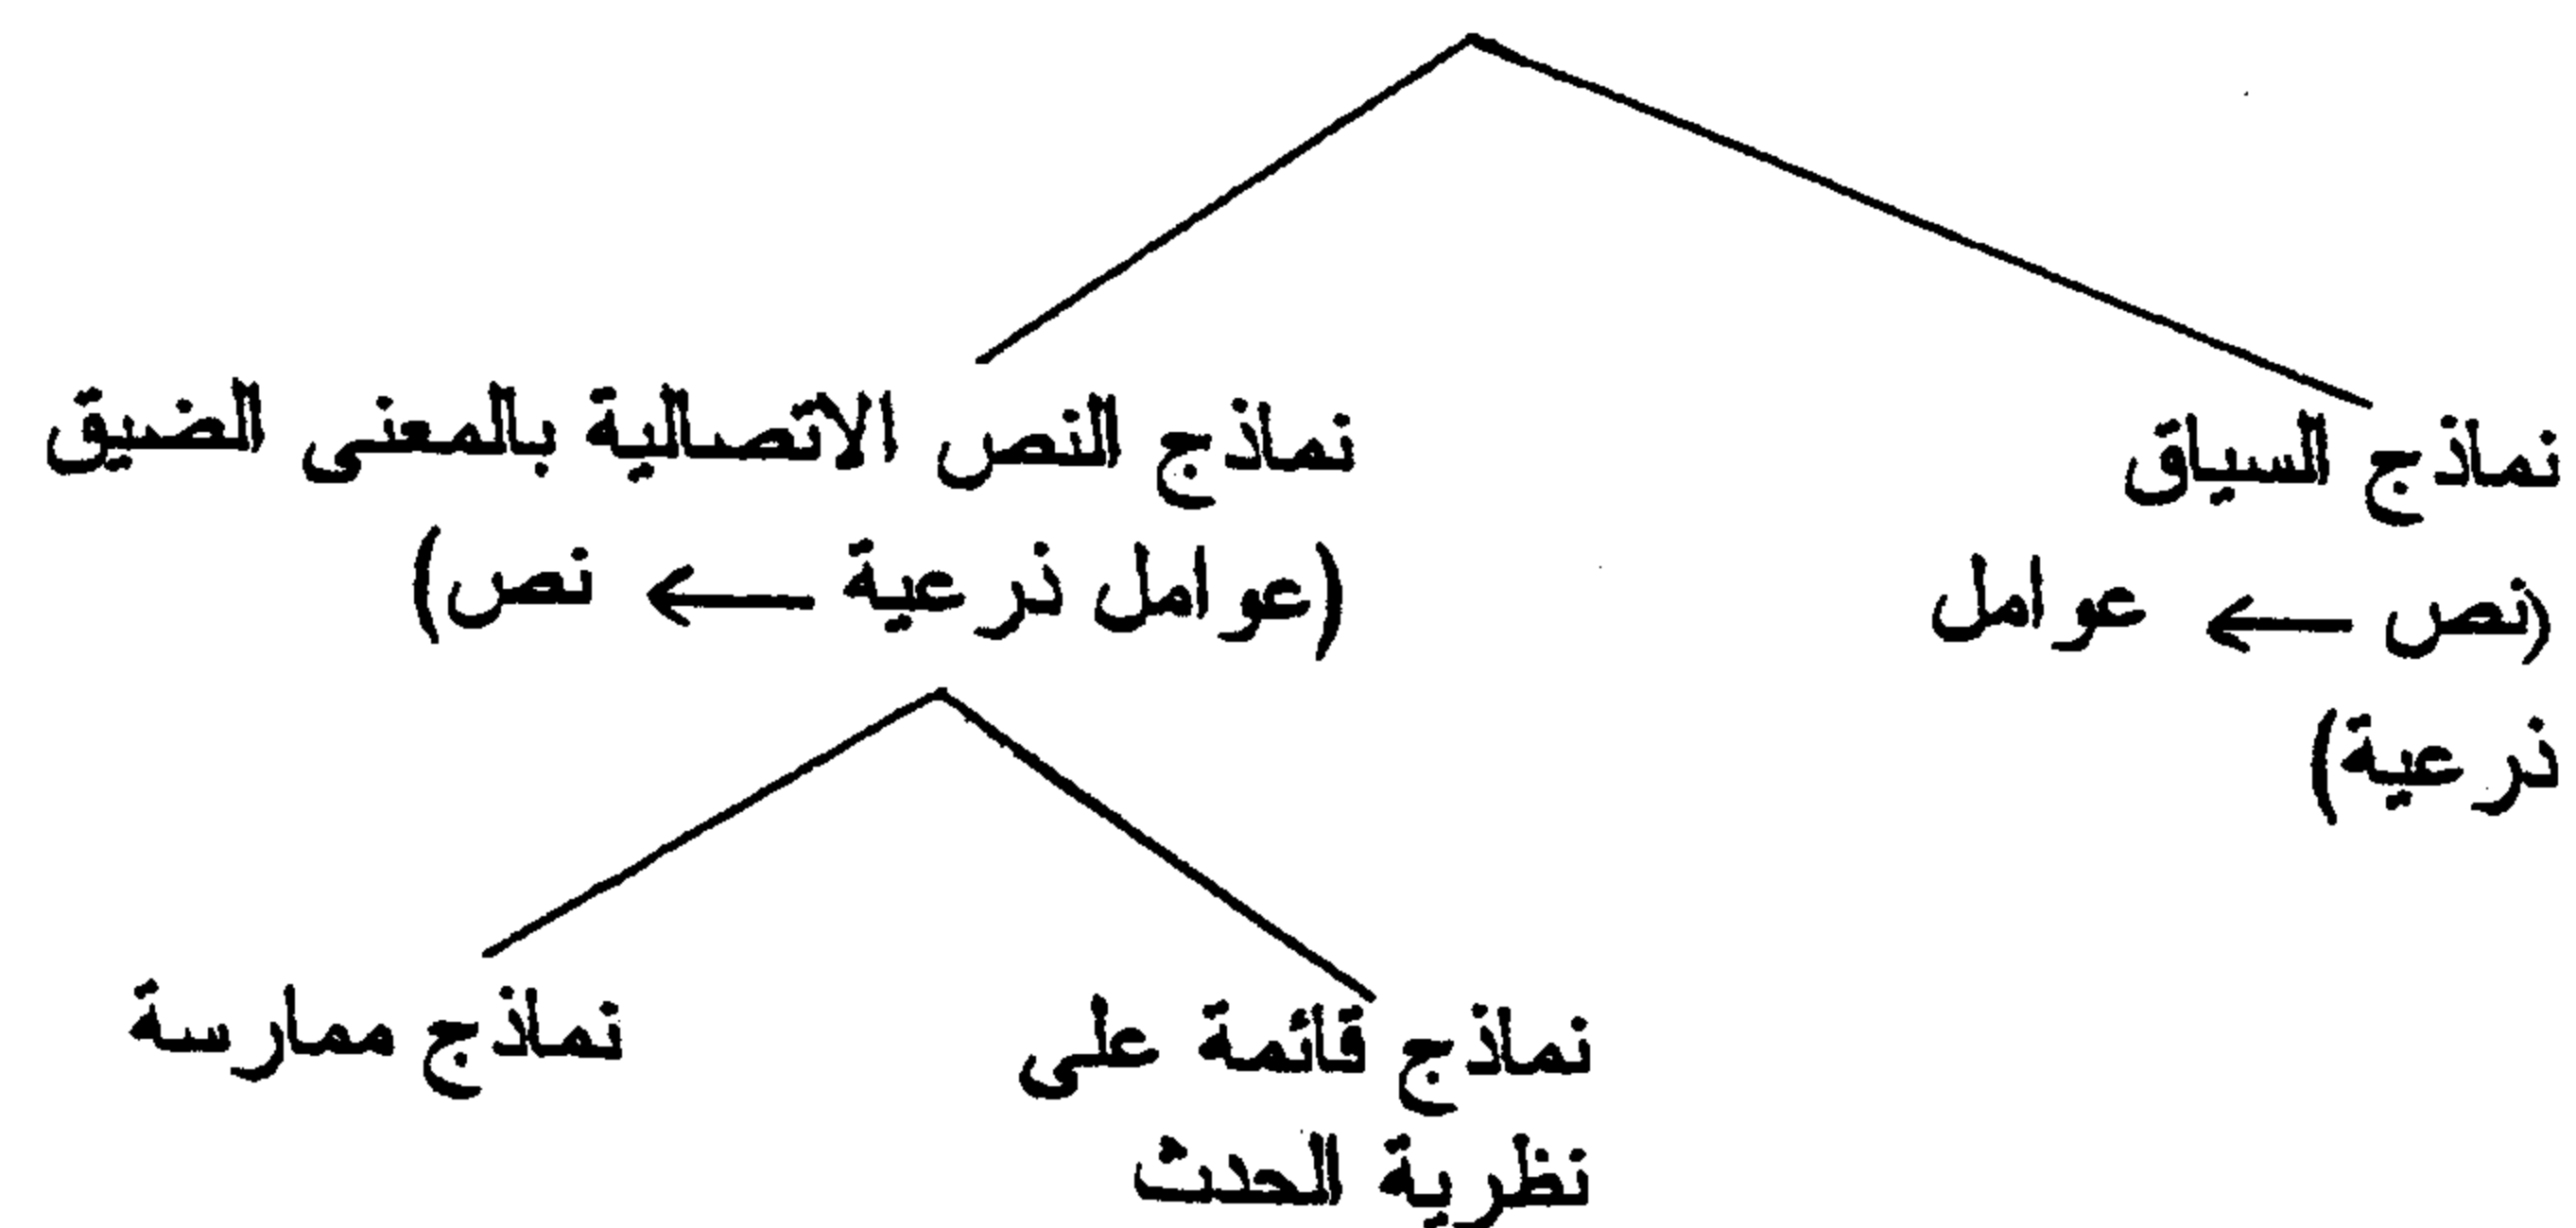 نماذج السياق
(نص ← عوامل
ذرعية)
نماذج النص الاتصالية بالمعنى الضيق
(عوامل ذرعية ← نص)
نماذج قائمة على
نظرية الحدث
نماذج ممارسة